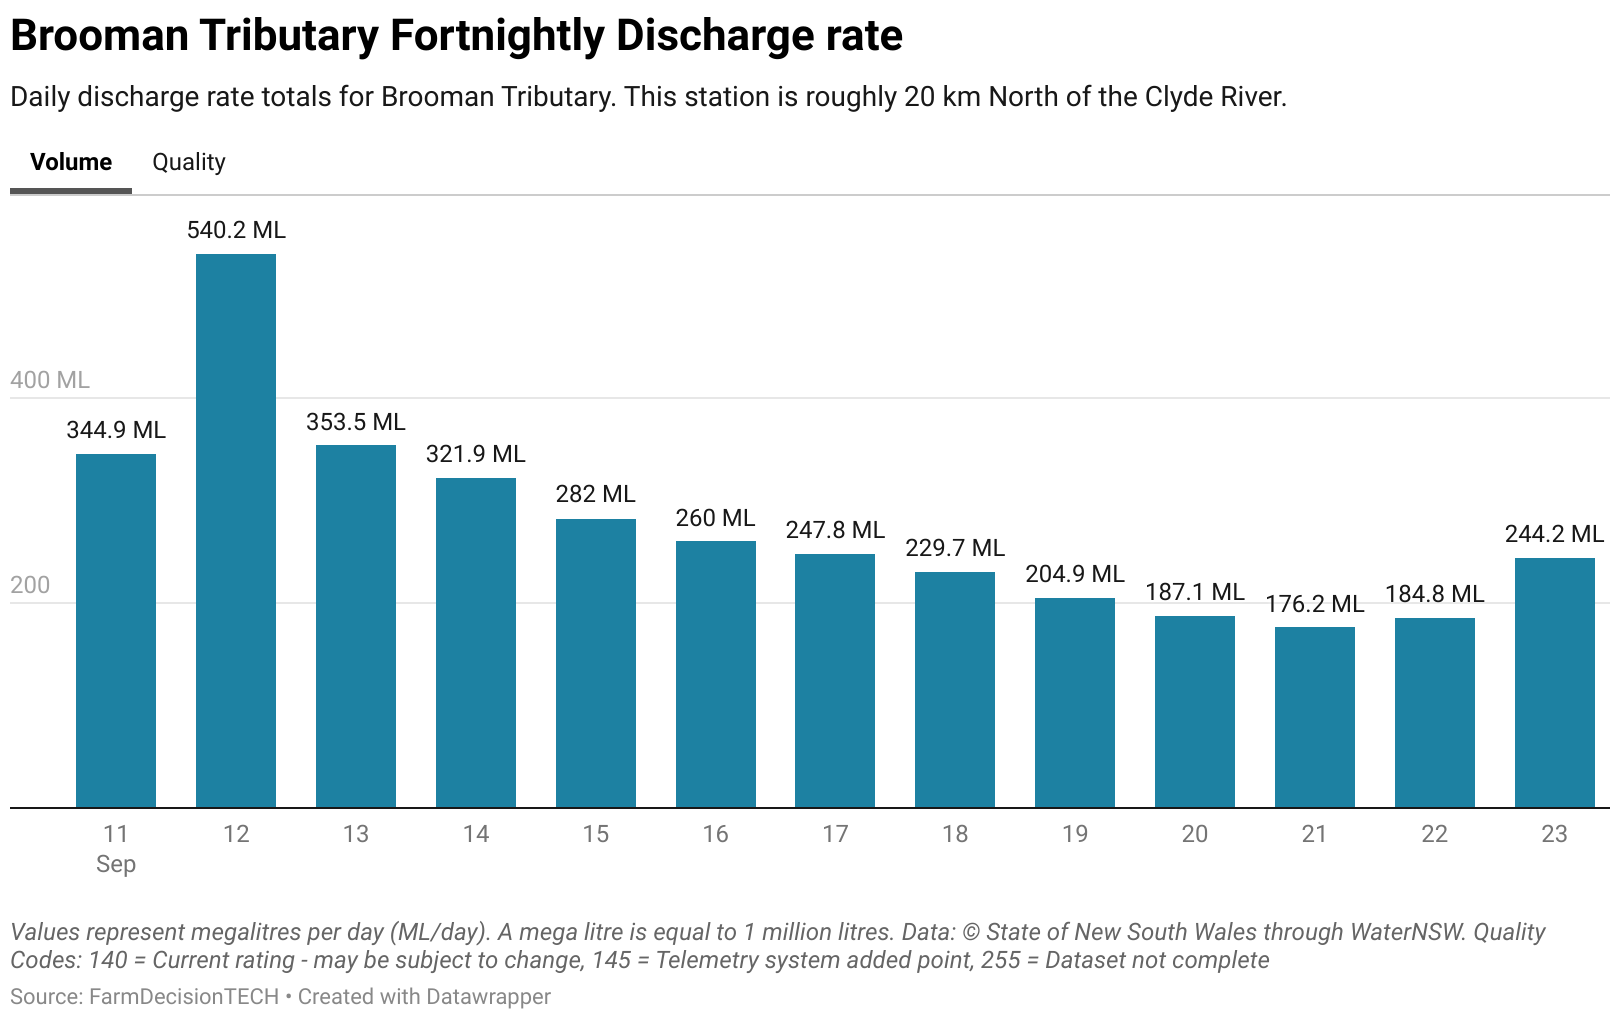 Brooman Tributary Fortnightly Discharge rate
Daily discharge rate totals for Brooman Tributary. This station is roughly 20 km North of the Clyde River.
Volume Quality
540.2 ML
400 ML
344.9 ML 353.5 ML
321.9 ML
282 ML
260 ML
247.8 ML
229.7 ML
244.2 ML
204.9 ML
200
187.1 ML
176.2 ML
184.8 ML
11 12 13 14 15 16 17 18 19 20 21 22 23
Sep
Values represent megalitres per day (ML/day). A mega litre is equal to 1 million litres. Data: © State of New South Wales through WaterNSW. Quality
Codes: 140 = Current rating - may be subject to change, 145 = Telemetry system added point, 255 = Dataset not complete
Source: FarmDecisionTECH • Created with Datawrapper